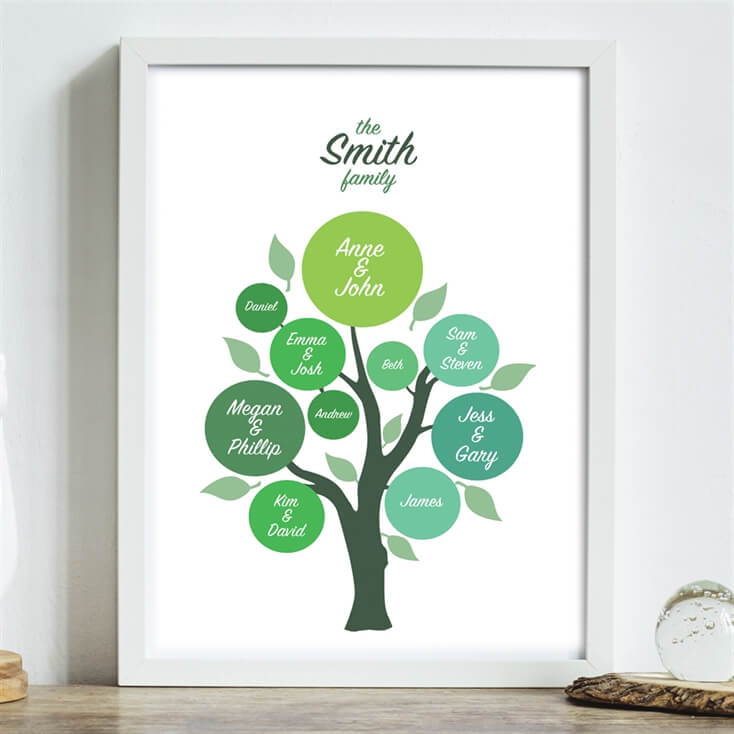 the
Smith
family
Anne
&
John
Daniel
Emma
&
Josh
Beth
Sam
&
Steven
Megan
&
Phillip
Andrew
Jess
&
Gary
Kim
&
David
James